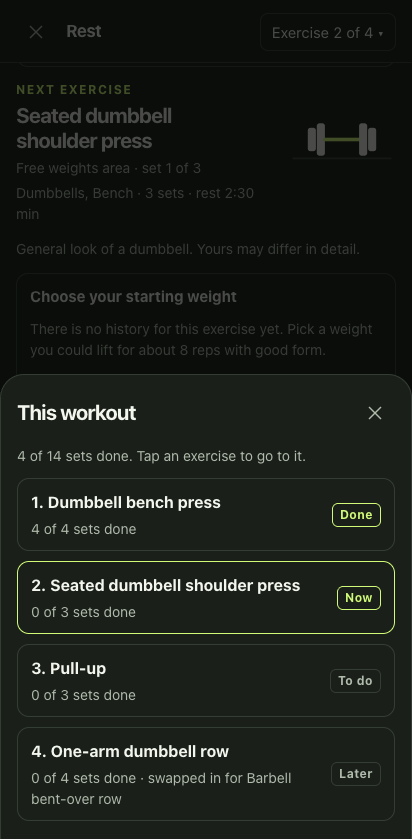 Rest
Exercise 2 of 4 ▾
NEXT EXERCISE
Seated dumbbell
shoulder press
Free weights area · set 1 of 3
Dumbbells, Bench · 3 sets · rest 2:30
min
General look of a dumbbell. Yours may differ in detail.
Choose your starting weight
There is no history for this exercise yet. Pick a weight
you could lift for about 8 reps with good form.
This workout
4 of 14 sets done. Tap an exercise to go to it.
1. Dumbbell bench press
4 of 4 sets done
Done
2. Seated dumbbell shoulder press
0 of 3 sets done
Now
3. Pull-up
0 of 3 sets done
To do
4. One-arm dumbbell row
0 of 4 sets done · swapped in for Barbell
bent-over row
Later